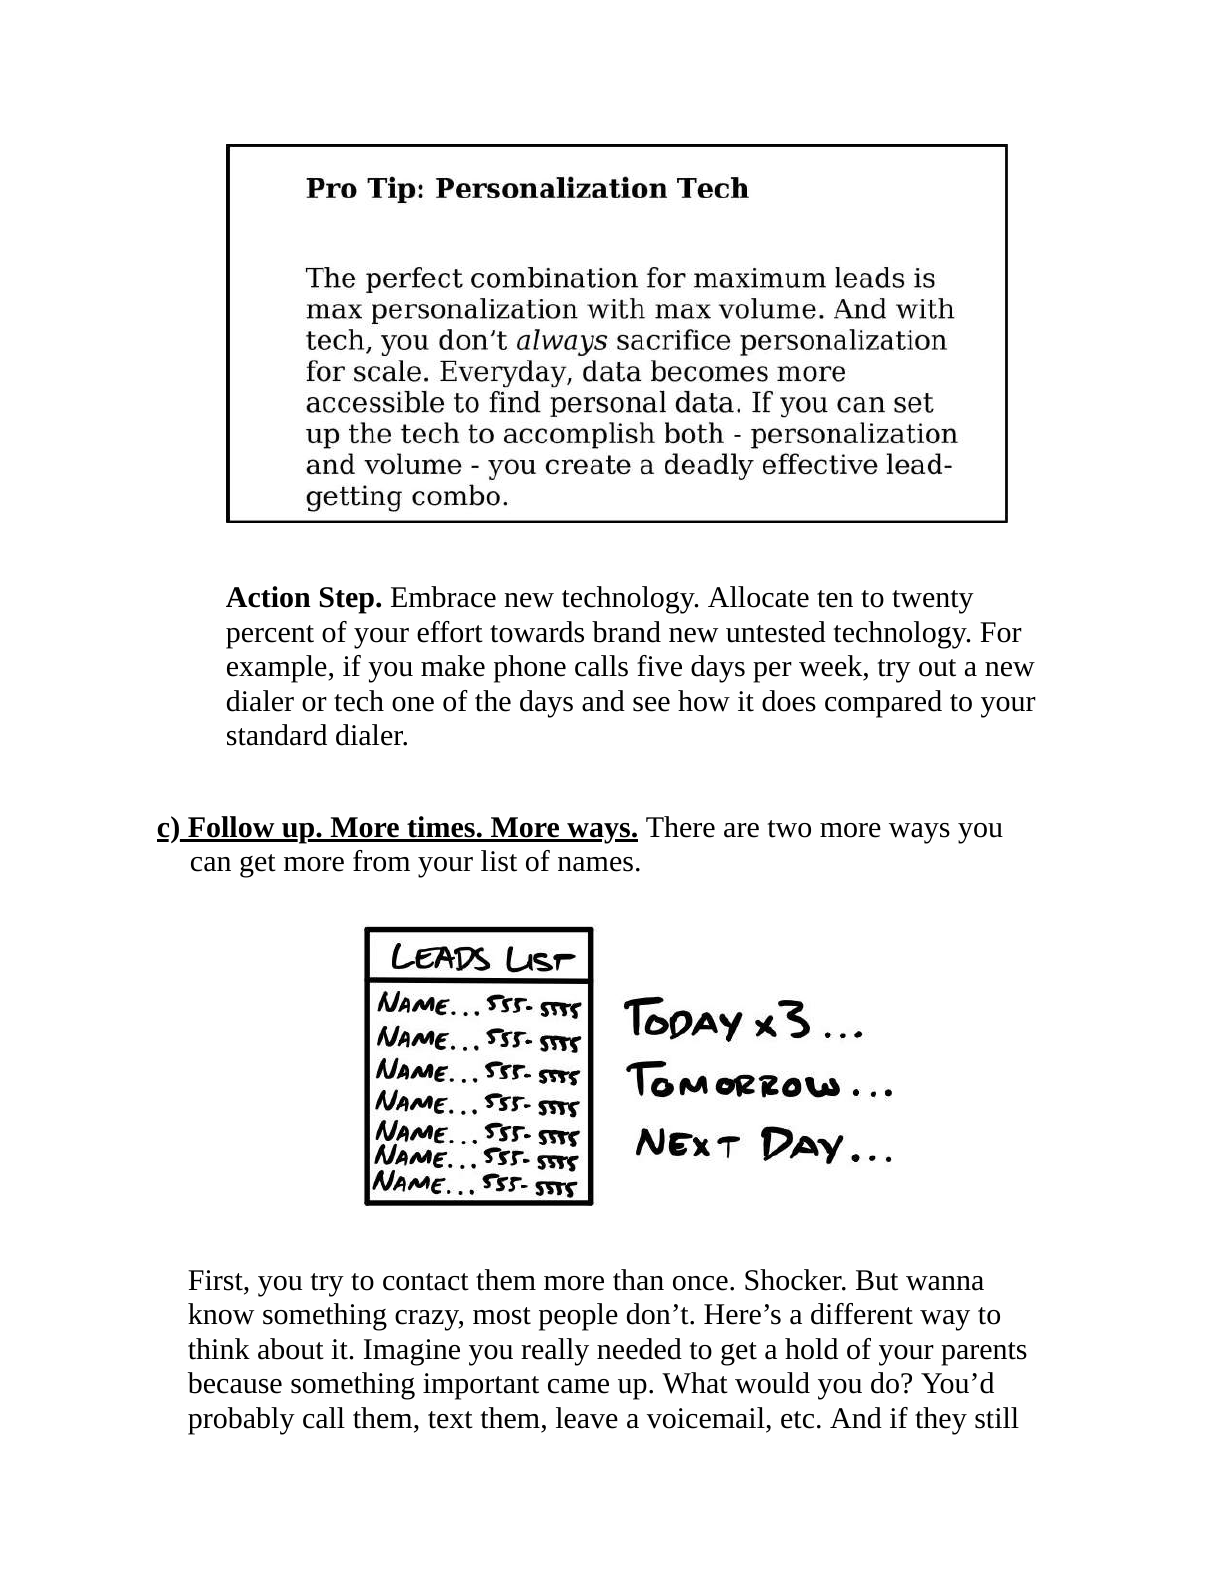 Pro Tip: Personalization Tech
The perfect combination for maximum leads is
max personalization with max volume. And with
tech, you don’t always sacrifice personalization
for scale. Everyday, data becomes more
accessible to find personal data. If you can set
up the tech to accomplish both - personalization
and volume - you create a deadly effective lead-
getting combo.
Action Step. Embrace new technology. Allocate ten to twenty
percent of your effort towards brand new untested technology. For
example, if you make phone calls five days per week, try out a new
dialer or tech one of the days and see how it does compared to your
standard dialer.
c) Follow up. More times. More ways. There are two more ways you
can get more from your list of names.
LEADS LIST
NAME... 555-5555
NAME... 555-5555
NAME... 555-5555
NAME... 555-5555
NAME... 555-5555
NAME... 555-5555
NAME... 555-5555
TODAY x3...
TOMORROW...
NEXT DAY...
First, you try to contact them more than once. Shocker. But wanna
know something crazy, most people don’t. Here’s a different way to
think about it. Imagine you really needed to get a hold of your parents
because something important came up. What would you do? You’d
probably call them, text them, leave a voicemail, etc. And if they still